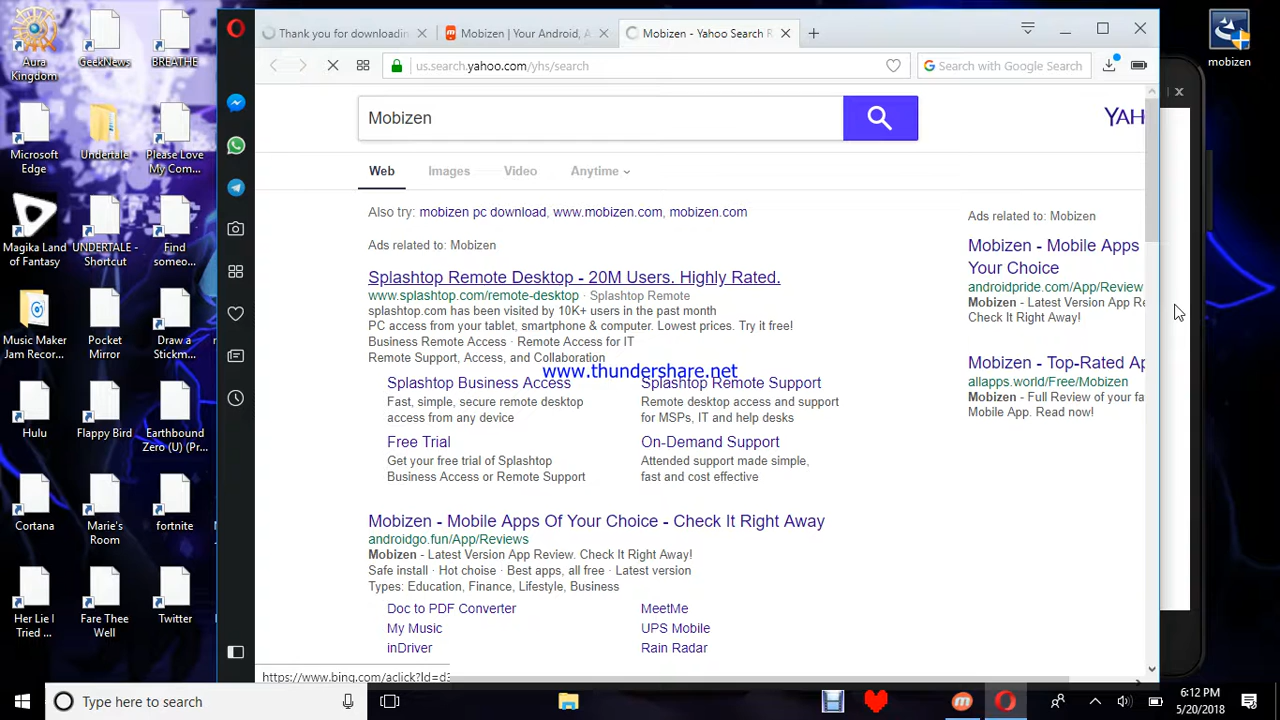 Thank you for downloadin
Mobizen | Your Android, A
Mobizen - Yahoo Search R
us.search.yahoo.com/yhs/search
Search with Google Search
Mobizen
YAH
Web
Images
Video
Anytime
Also try: mobizen pc download, www.mobizen.com, mobizen.com
Ads related to: Mobizen
Splashtop Remote Desktop - 20M Users. Highly Rated.
www.splashtop.com/remote-desktop · Splashtop Remote
splashtop.com has been visited by 10K+ users in the past month
PC access from your tablet, smartphone & computer. Lowest prices. Try it free!
Business Remote Access · Remote Access for IT
Remote Support, Access, and Collaboration
www.thundershare.net
Splashtop Business Access
Fast, simple, secure remote desktop
access from any device
Splashtop Remote Support
Remote desktop access and support
for MSPs, IT and help desks
Free Trial
Get your free trial of Splashtop
Business Access or Remote Support
On-Demand Support
Attended support made simple,
fast and cost effective
Mobizen - Mobile Apps Of Your Choice - Check It Right Away
androidgo.fun/App/Reviews
Mobizen - Latest Version App Review. Check It Right Away!
Safe install · Hot choise · Best apps, all free · Latest version
Types: Education, Finance, Lifestyle, Business
Doc to PDF Converter
MeetMe
My Music
UPS Mobile
inDriver
Rain Radar
Ads related to: Mobizen
Mobizen - Mobile Apps
Your Choice
androidpride.com/App/Review
Mobizen - Latest Version App Re
Check It Right Away!
Mobizen - Top-Rated Ap
allapps.world/Free/Mobizen
Mobizen - Full Review of your fa
Mobile App. Read now!
https://www.bing.com/aclick?ld=d3
Aura
Kingdom
GeekNews
BREATHE
Microsoft
Edge
Undertale
Please Love
My Com...
Magika Land
of Fantasy
UNDERTALE -
Shortcut
Find
someo...
Music Maker
Jam Recor...
Pocket
Mirror
Draw a
Stickm...
Hulu
Flappy Bird
Earthbound
Zero (U) (Pr...
Cortana
Marie's
Room
fortnite
Her Lie I
Tried ...
Fare Thee
Well
Twitter
mobizen
Type here to search
6:12 PM
5/20/2018